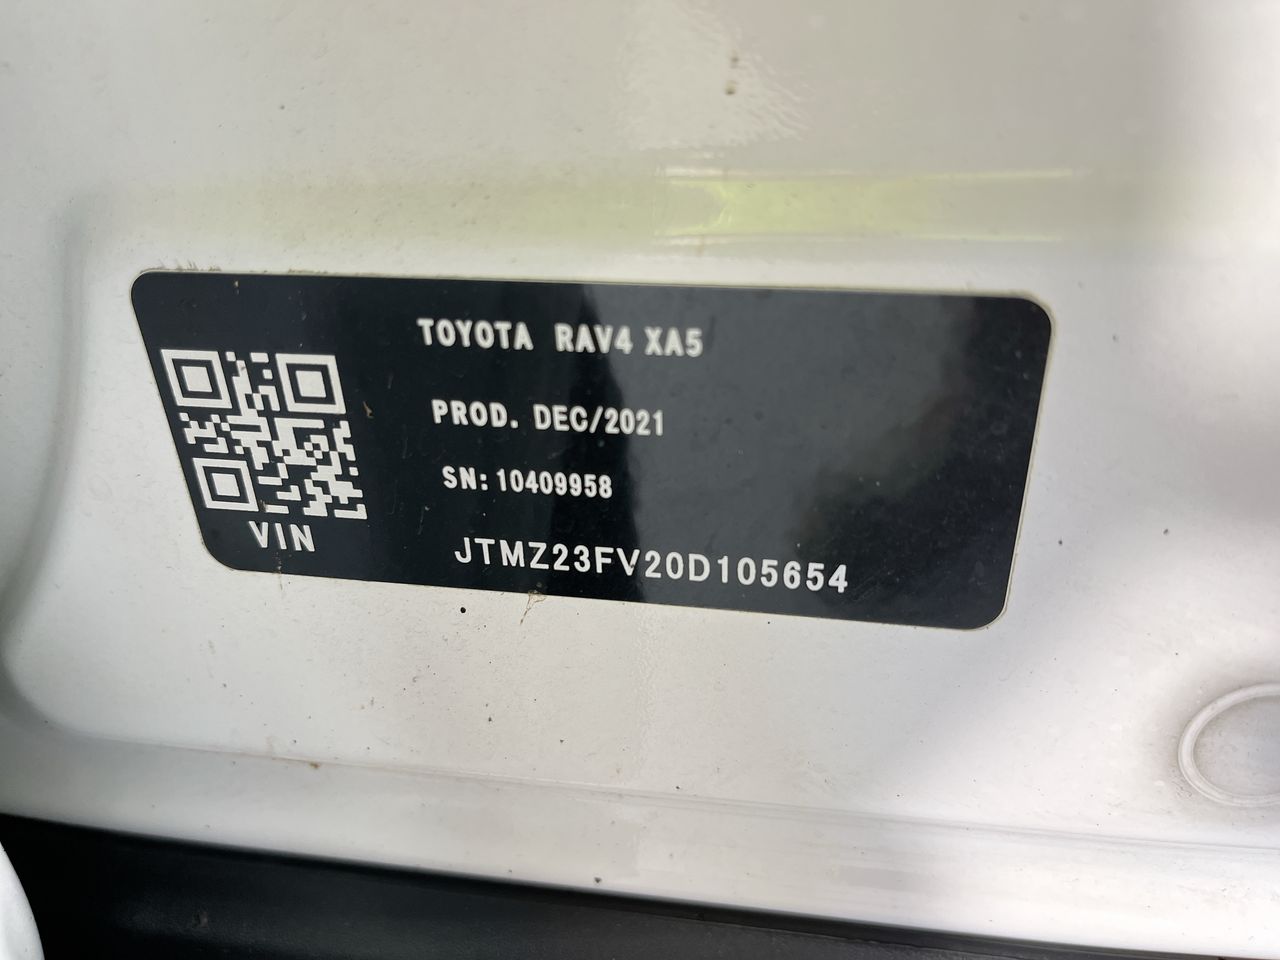 TOYOTA RAV4 XA5
PROD. DEC/2021
SN: 10409958
VIN
JTMZ23FV20D105654